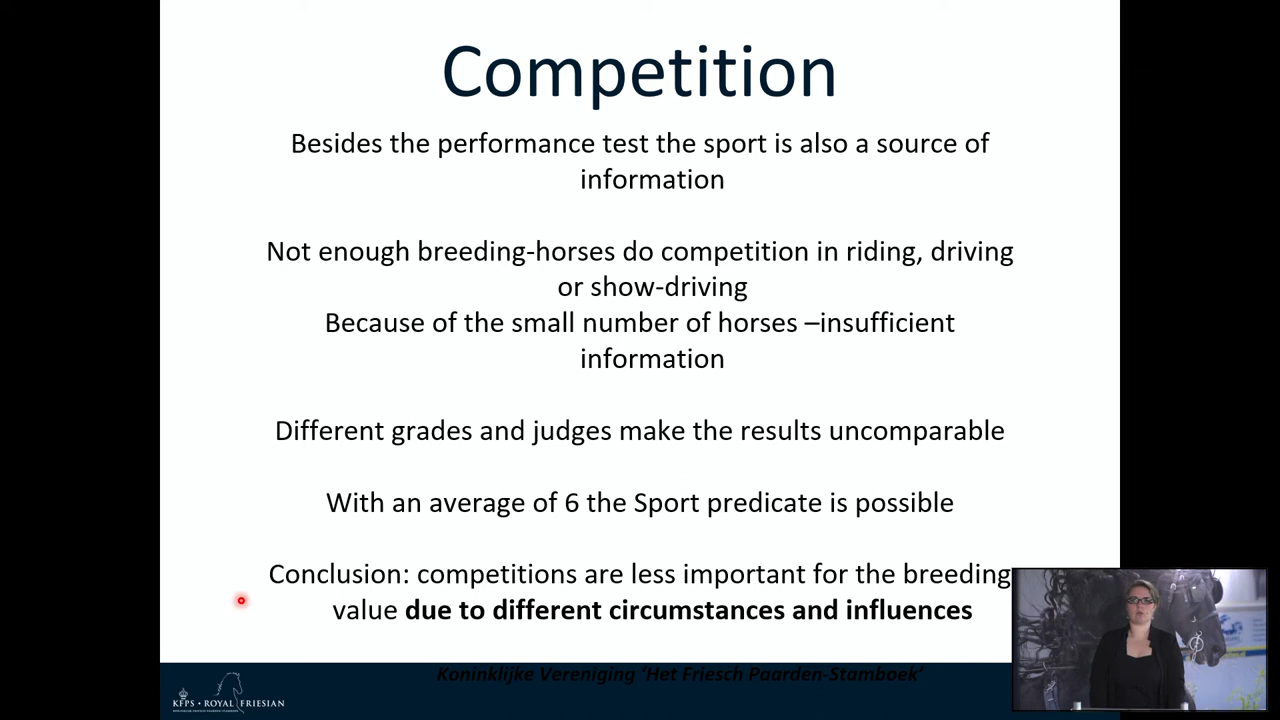 Competition
Besides the performance test the sport is also a source of
information
Not enough breeding-horses do competition in riding, driving
or show-driving
Because of the small number of horses –insufficient
information
Different grades and judges make the results uncomparable
With an average of 6 the Sport predicate is possible
Conclusion: competitions are less important for the breeding
value due to different circumstances and influences
Koninklijke Vereniging ‘Het Friesch Paarden-Stamboek’
KFPS • ROYAL FRIESIAN